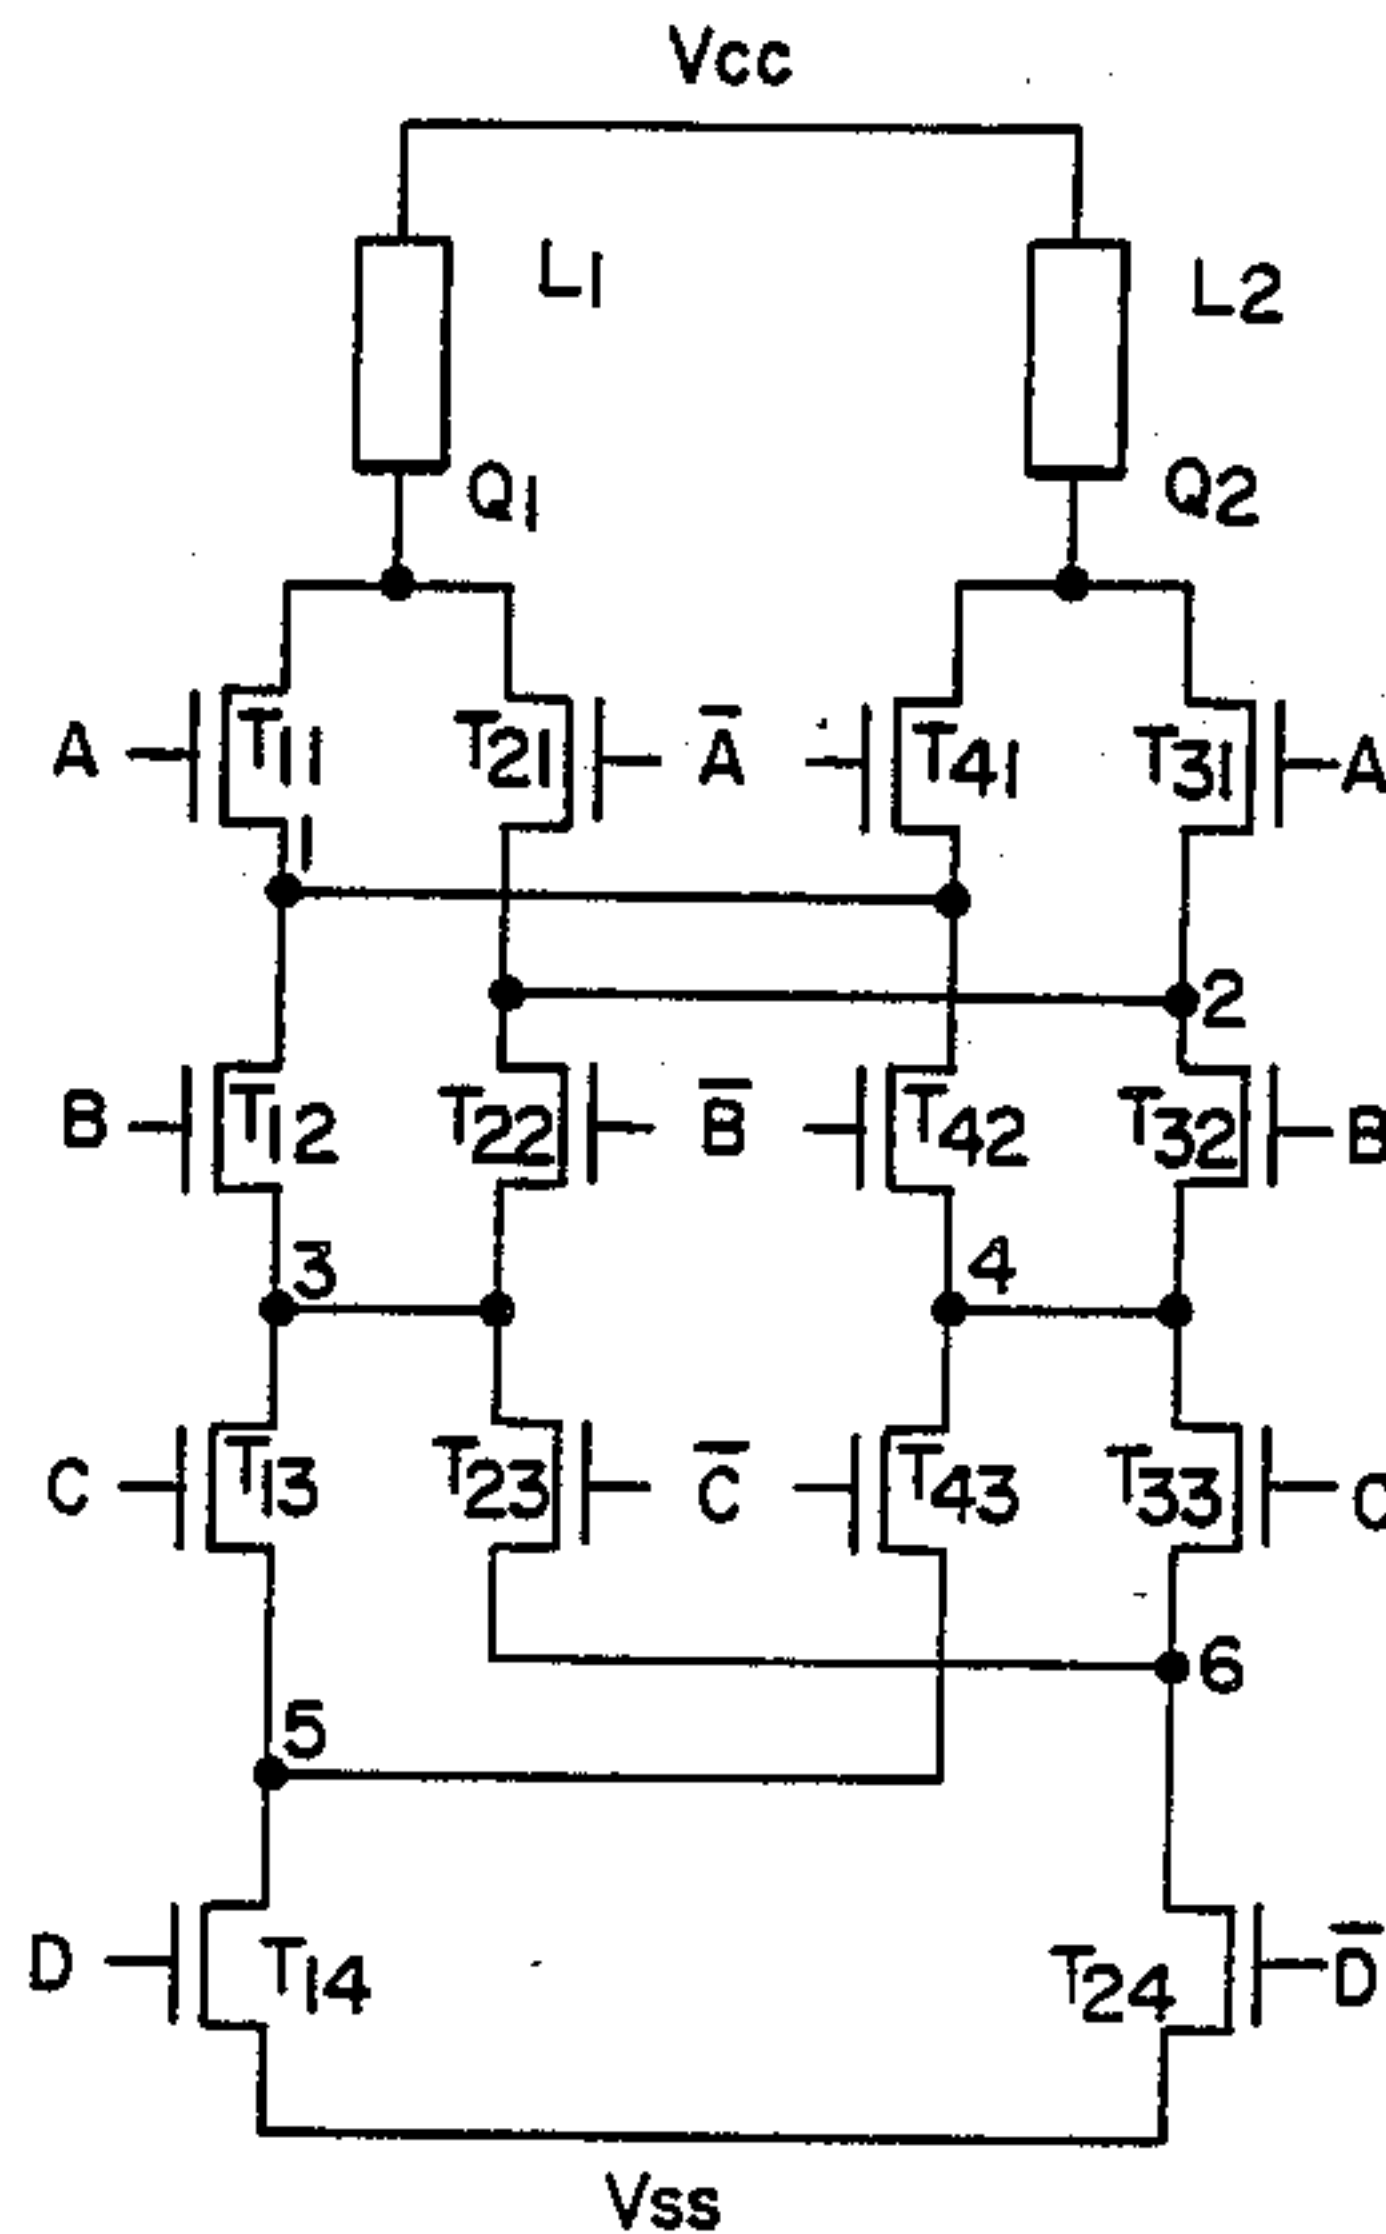 Vcc
L1
L2
Q1
Q2
A T11 T21 A̅ T41 T31 A
1
2
B T12 T22 B̅ T42 T32 B
3
4
C T13 T23 C̅ T43 T33 C
6
5
D T14 T24 D̅
Vss